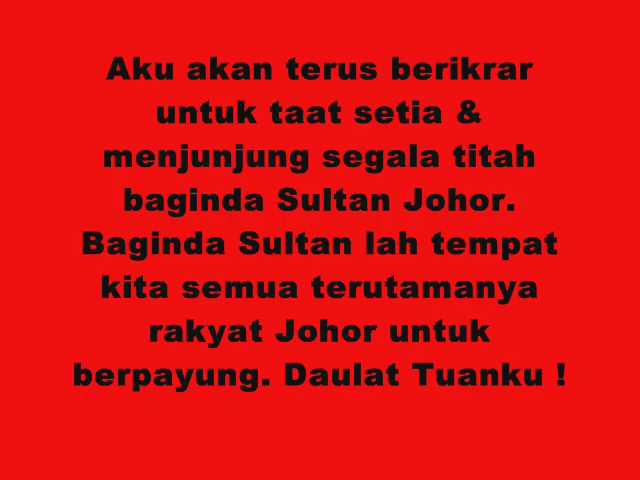 Aku akan terus berikrar
untuk taat setia &
menjunjung segala titah
baginda Sultan Johor.
Baginda Sultan lah tempat
kita semua terutamanya
rakyat Johor untuk
berpayung. Daulat Tuanku !